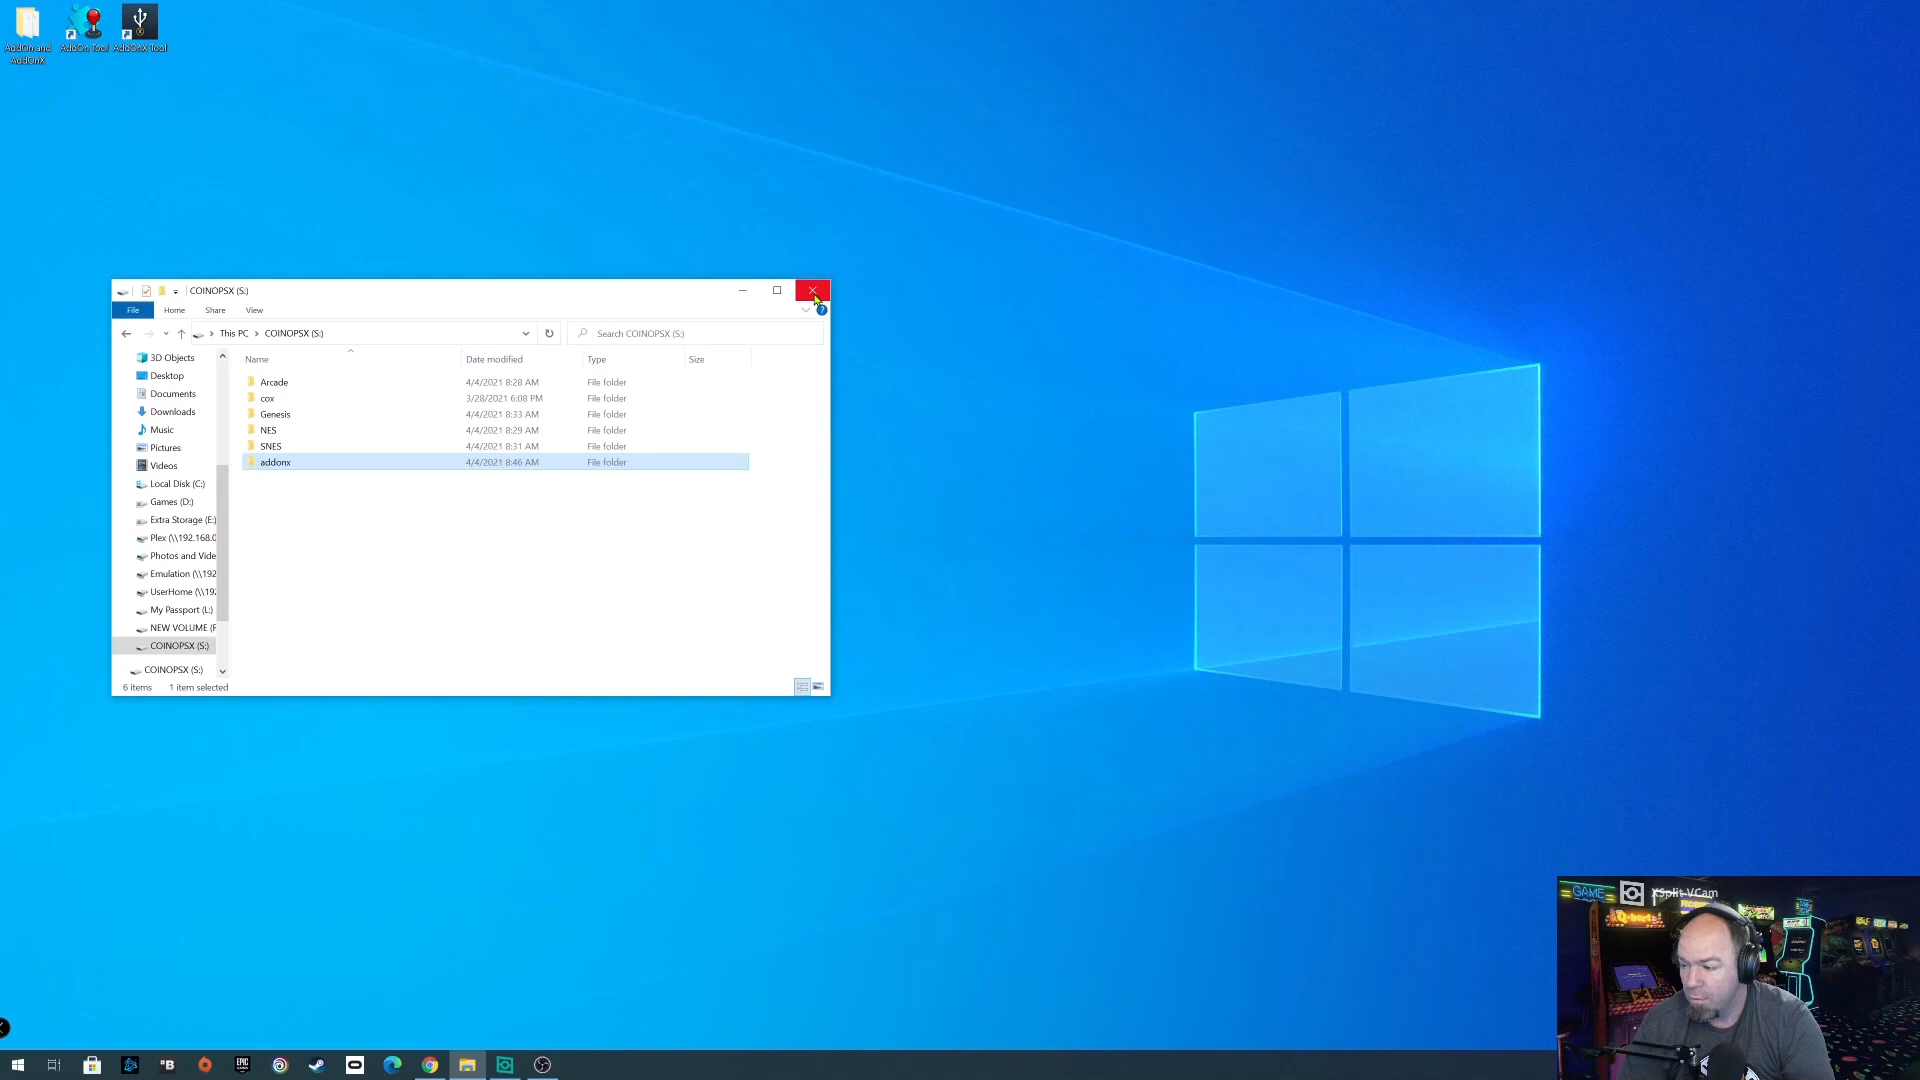 AddOn and AddOnX
AddOn Tool
AddOnX Tool
COINOPSX (S:)
File
Home
Share
View
This PC
COINOPSX (S:)
Search COINOPSX (S:)
Name
Date modified
Type
Size
Arcade 4/4/2021 8:28 AM File folder
cox 3/28/2021 6:08 PM File folder
Genesis 4/4/2021 8:33 AM File folder
NES 4/4/2021 8:29 AM File folder
SNES 4/4/2021 8:31 AM File folder
addonx 4/4/2021 8:46 AM File folder
3D Objects
Desktop
Documents
Downloads
Music
Pictures
Videos
Local Disk (C:)
Games (D:)
Extra Storage (E:
Plex (\\192.168.0
Photos and Vide
Emulation (\\192
UserHome (\\19
My Passport (L:)
NEW VOLUME (
COINOPSX (S:)
COINOPSX (S:)
6 items
1 item selected
GAME
XSplit VCam
Q*bert
EPIC GAMES